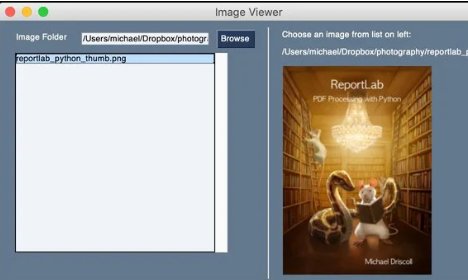 Image Viewer
Image Folder
/Users/michael/Dropbox/photogra
Browse
reportlab_python_thumb.png
Choose an image from list on left:
/Users/michael/Dropbox/photography/reportlab_p
ReportLab
PDF Processing with Python
Michael Driscoll